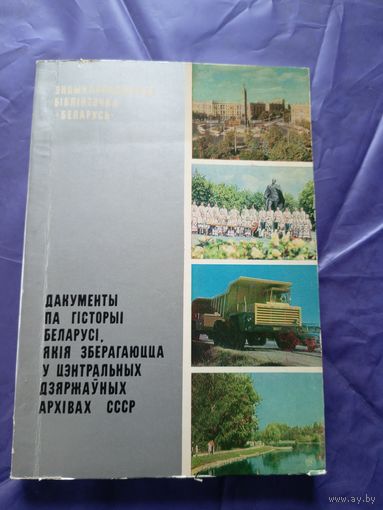 ЭНЦЫКЛАПЕДЫЧНАЯ
БІБЛІЯТЭЧКА
«БЕЛАРУСЬ»
ДАКУМЕНТЫ
ПА ГІСТОРЫІ
БЕЛАРУСІ,
ЯКІЯ ЗБЕРАГАЮЦЦА
У ЦЭНТРАЛЬНЫХ
ДЗЯРЖАЎНЫХ
АРХІВАХ СССР
www.ay.by